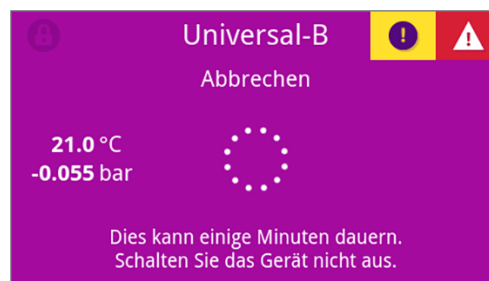 Universal-B
Abbrechen
21.0 °C
-0.055 bar
Dies kann einige Minuten dauern.
Schalten Sie das Gerät nicht aus.